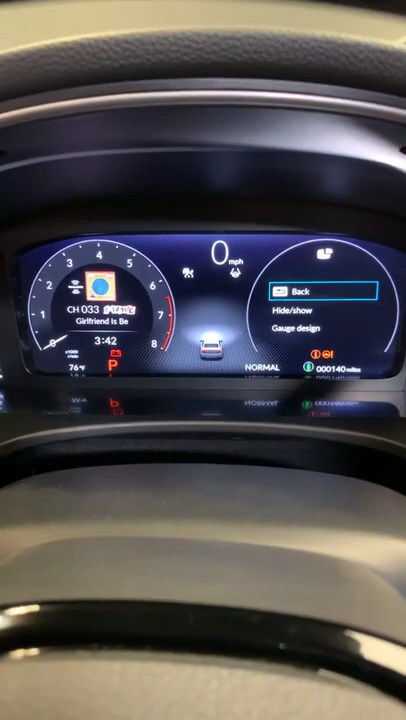 0 mph
4
3 5
2 6
1 7
0 8
CH 033
Girlfriend Is Be
3:42
x1000
r/min
76°F
P
Back
Hide/show
Gauge design
NORMAL
000140 miles